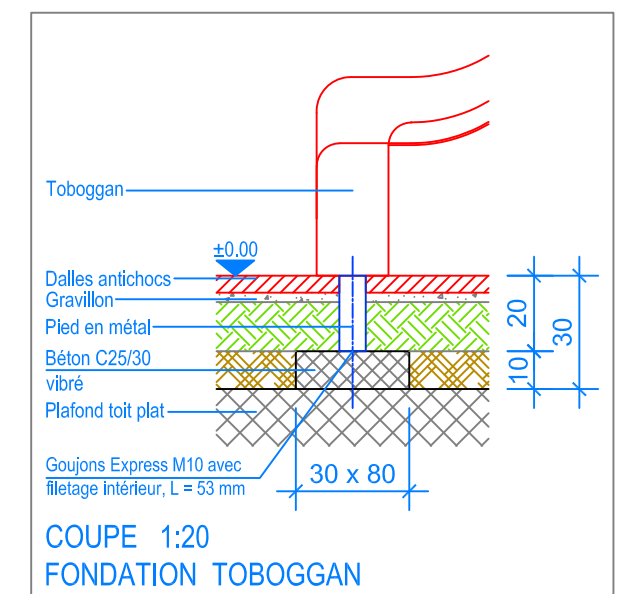 Toboggan
±0.00
Dalles antichocs
Gravillon
Pied en métal
Béton C25/30
vibré
Plafond toit plat
Goujons Express M10 avec
filetage intérieur, L = 53 mm
30 x 80
20
10
30
COUPE 1:20
FONDATION TOBOGGAN